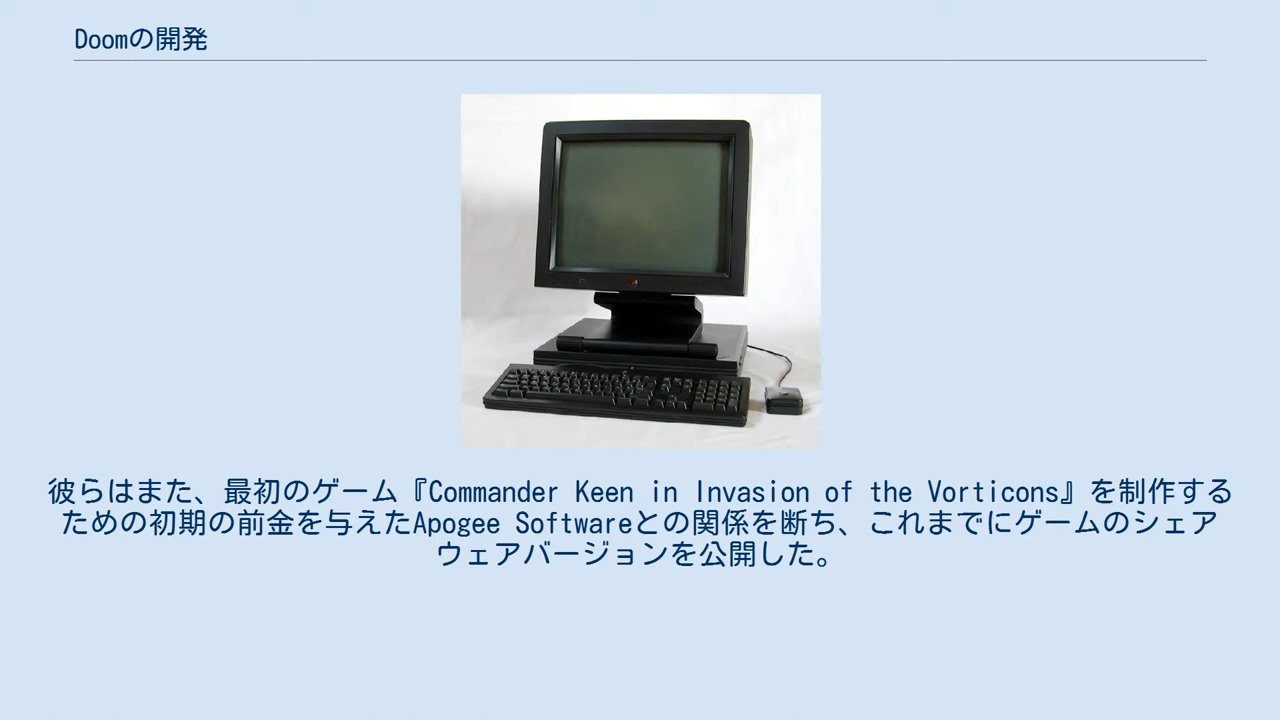 Doomの開発
彼らはまた、最初のゲーム『Commander Keen in Invasion of the Vorticons』を制作する
ための初期の前金を与えたApogee Softwareとの関係を断ち、これまでにゲームのシェア
ウェアバージョンを公開した。